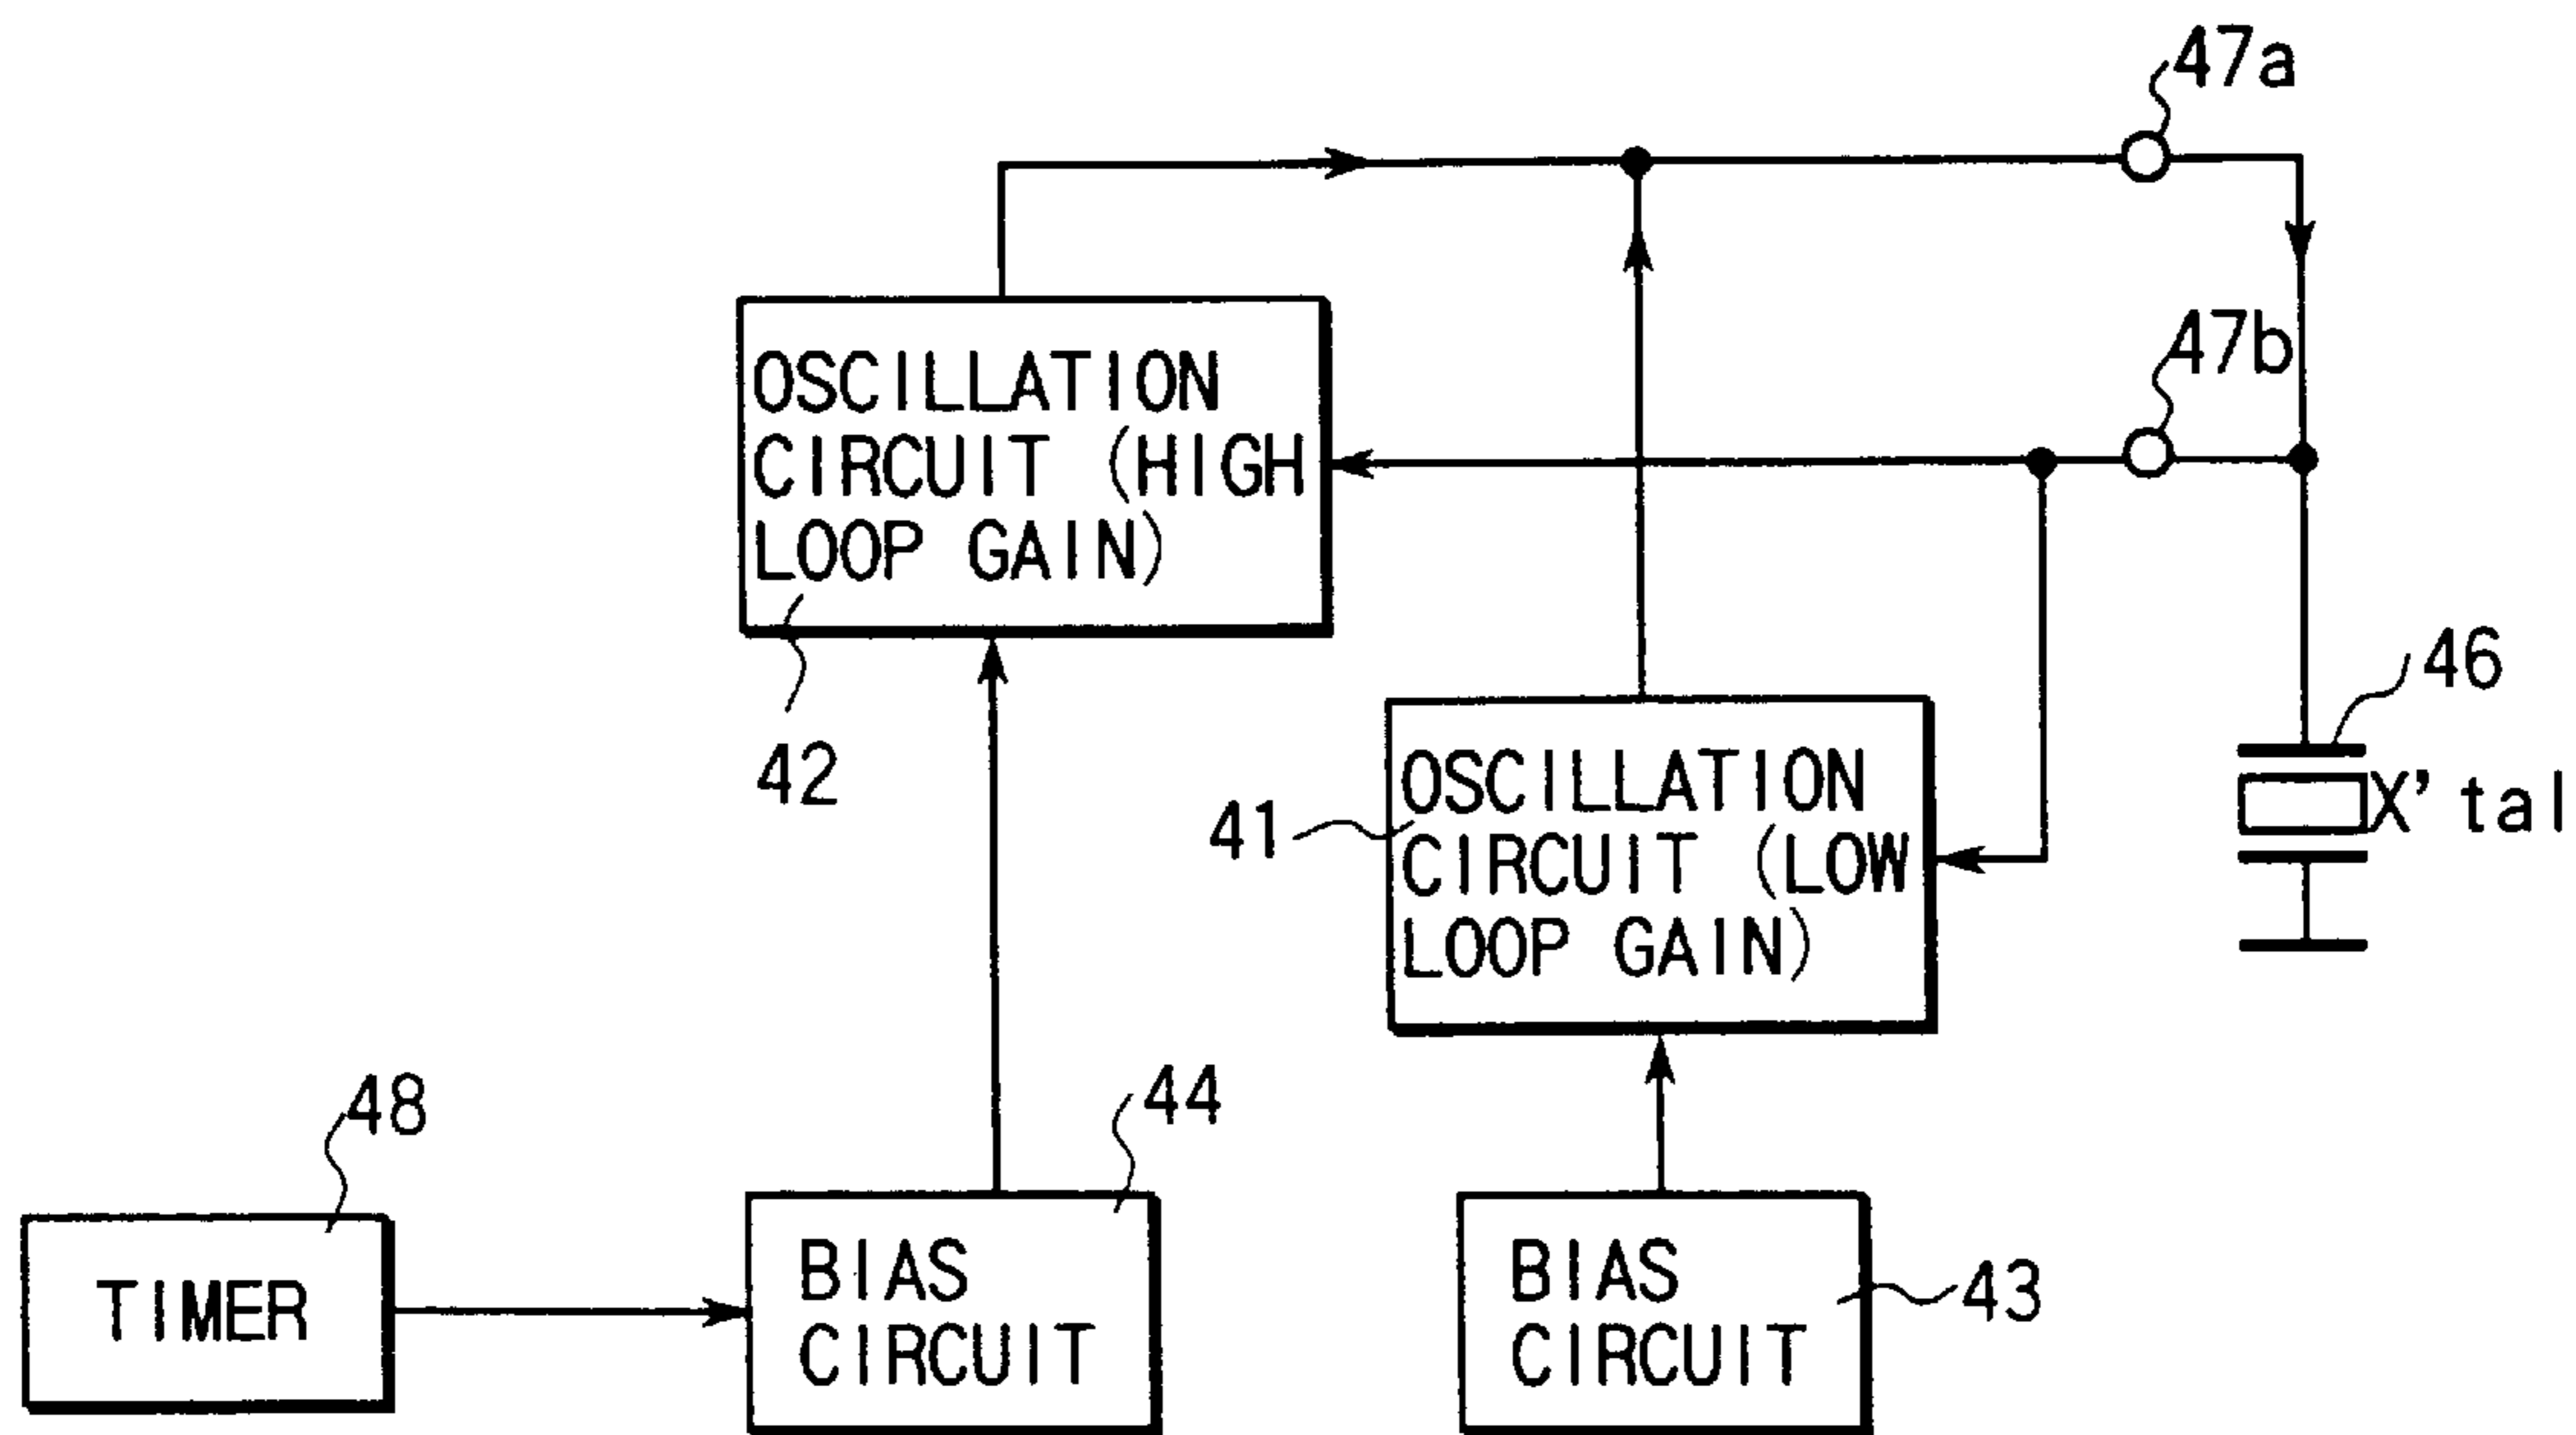 47a
OSCILLATION
CIRCUIT (HIGH
LOOP GAIN)
47b
42
46
X'tal
OSCILLATION
CIRCUIT (LOW
LOOP GAIN)
41
48
TIMER
44
BIAS
CIRCUIT
BIAS
CIRCUIT
43